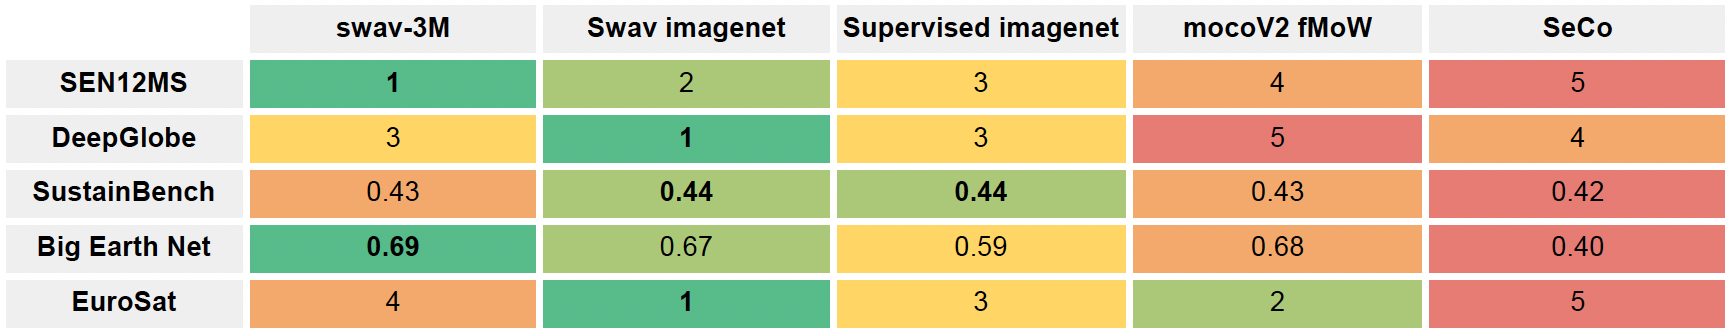 swav-3M Swav imagenet Supervised imagenet mocoV2 fMoW SeCo
SEN12MS 1 2 3 4 5
DeepGlobe 3 1 3 5 4
SustainBench 0.43 0.44 0.44 0.43 0.42
Big Earth Net 0.69 0.67 0.59 0.68 0.40
EuroSat 4 1 3 2 5